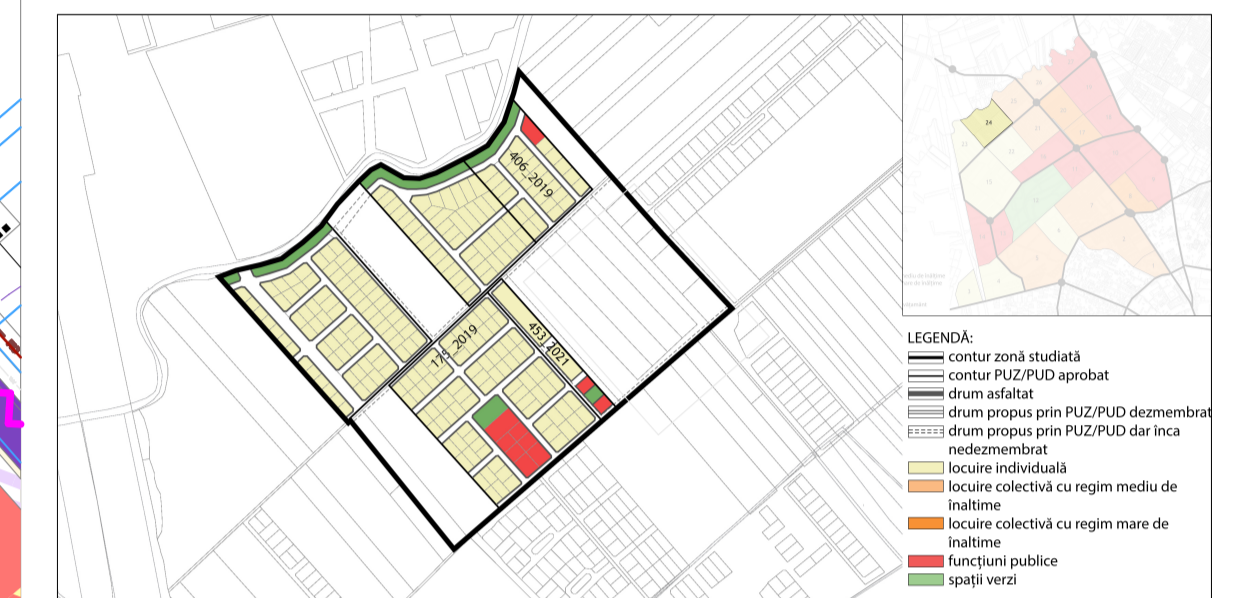 406_2019
175_2019
453_2021
24
LEGENDĂ:
contur zonă studiată
contur PUZ/PUD aprobat
drum asfaltat
drum propus prin PUZ/PUD dezmembrat
drum propus prin PUZ/PUD dar înca
nedezmembrat
locuire individuală
locuire colectivă cu regim mediu de
înaltime
locuire colectivă cu regim mare de
înaltime
funcțiuni publice
spații verzi